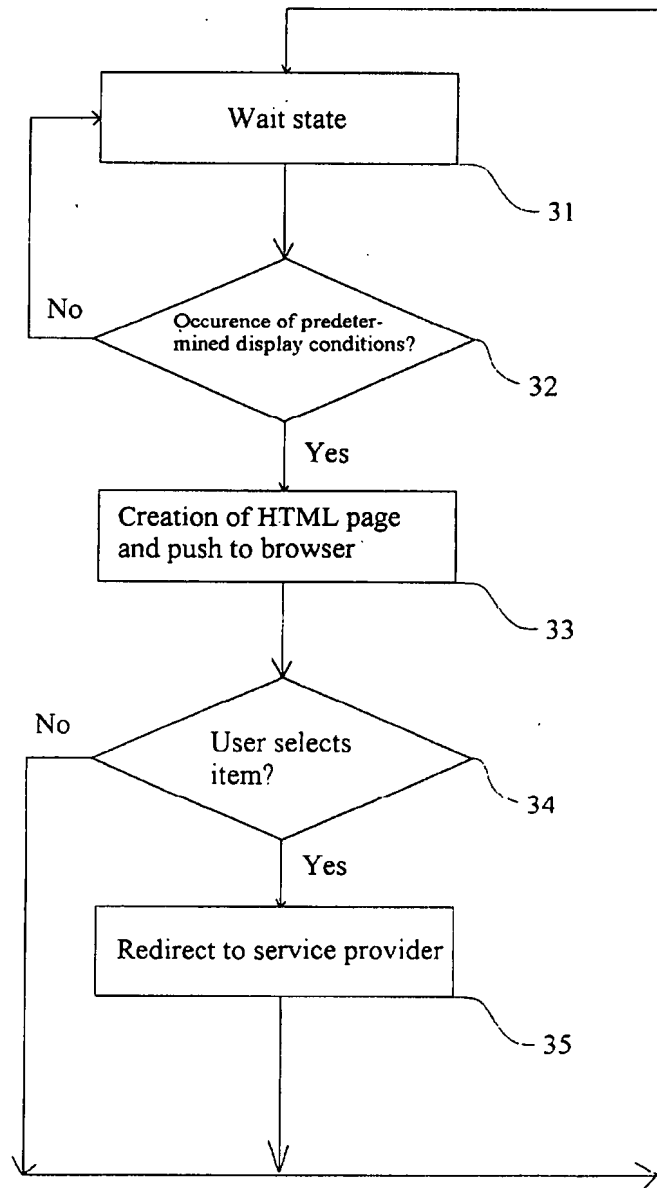 Wait state
31
No
Occurence of predeter-
mined display conditions?
32
Yes
Creation of HTML page
and push to browser
33
No
User selects
item?
34
Yes
Redirect to service provider
35